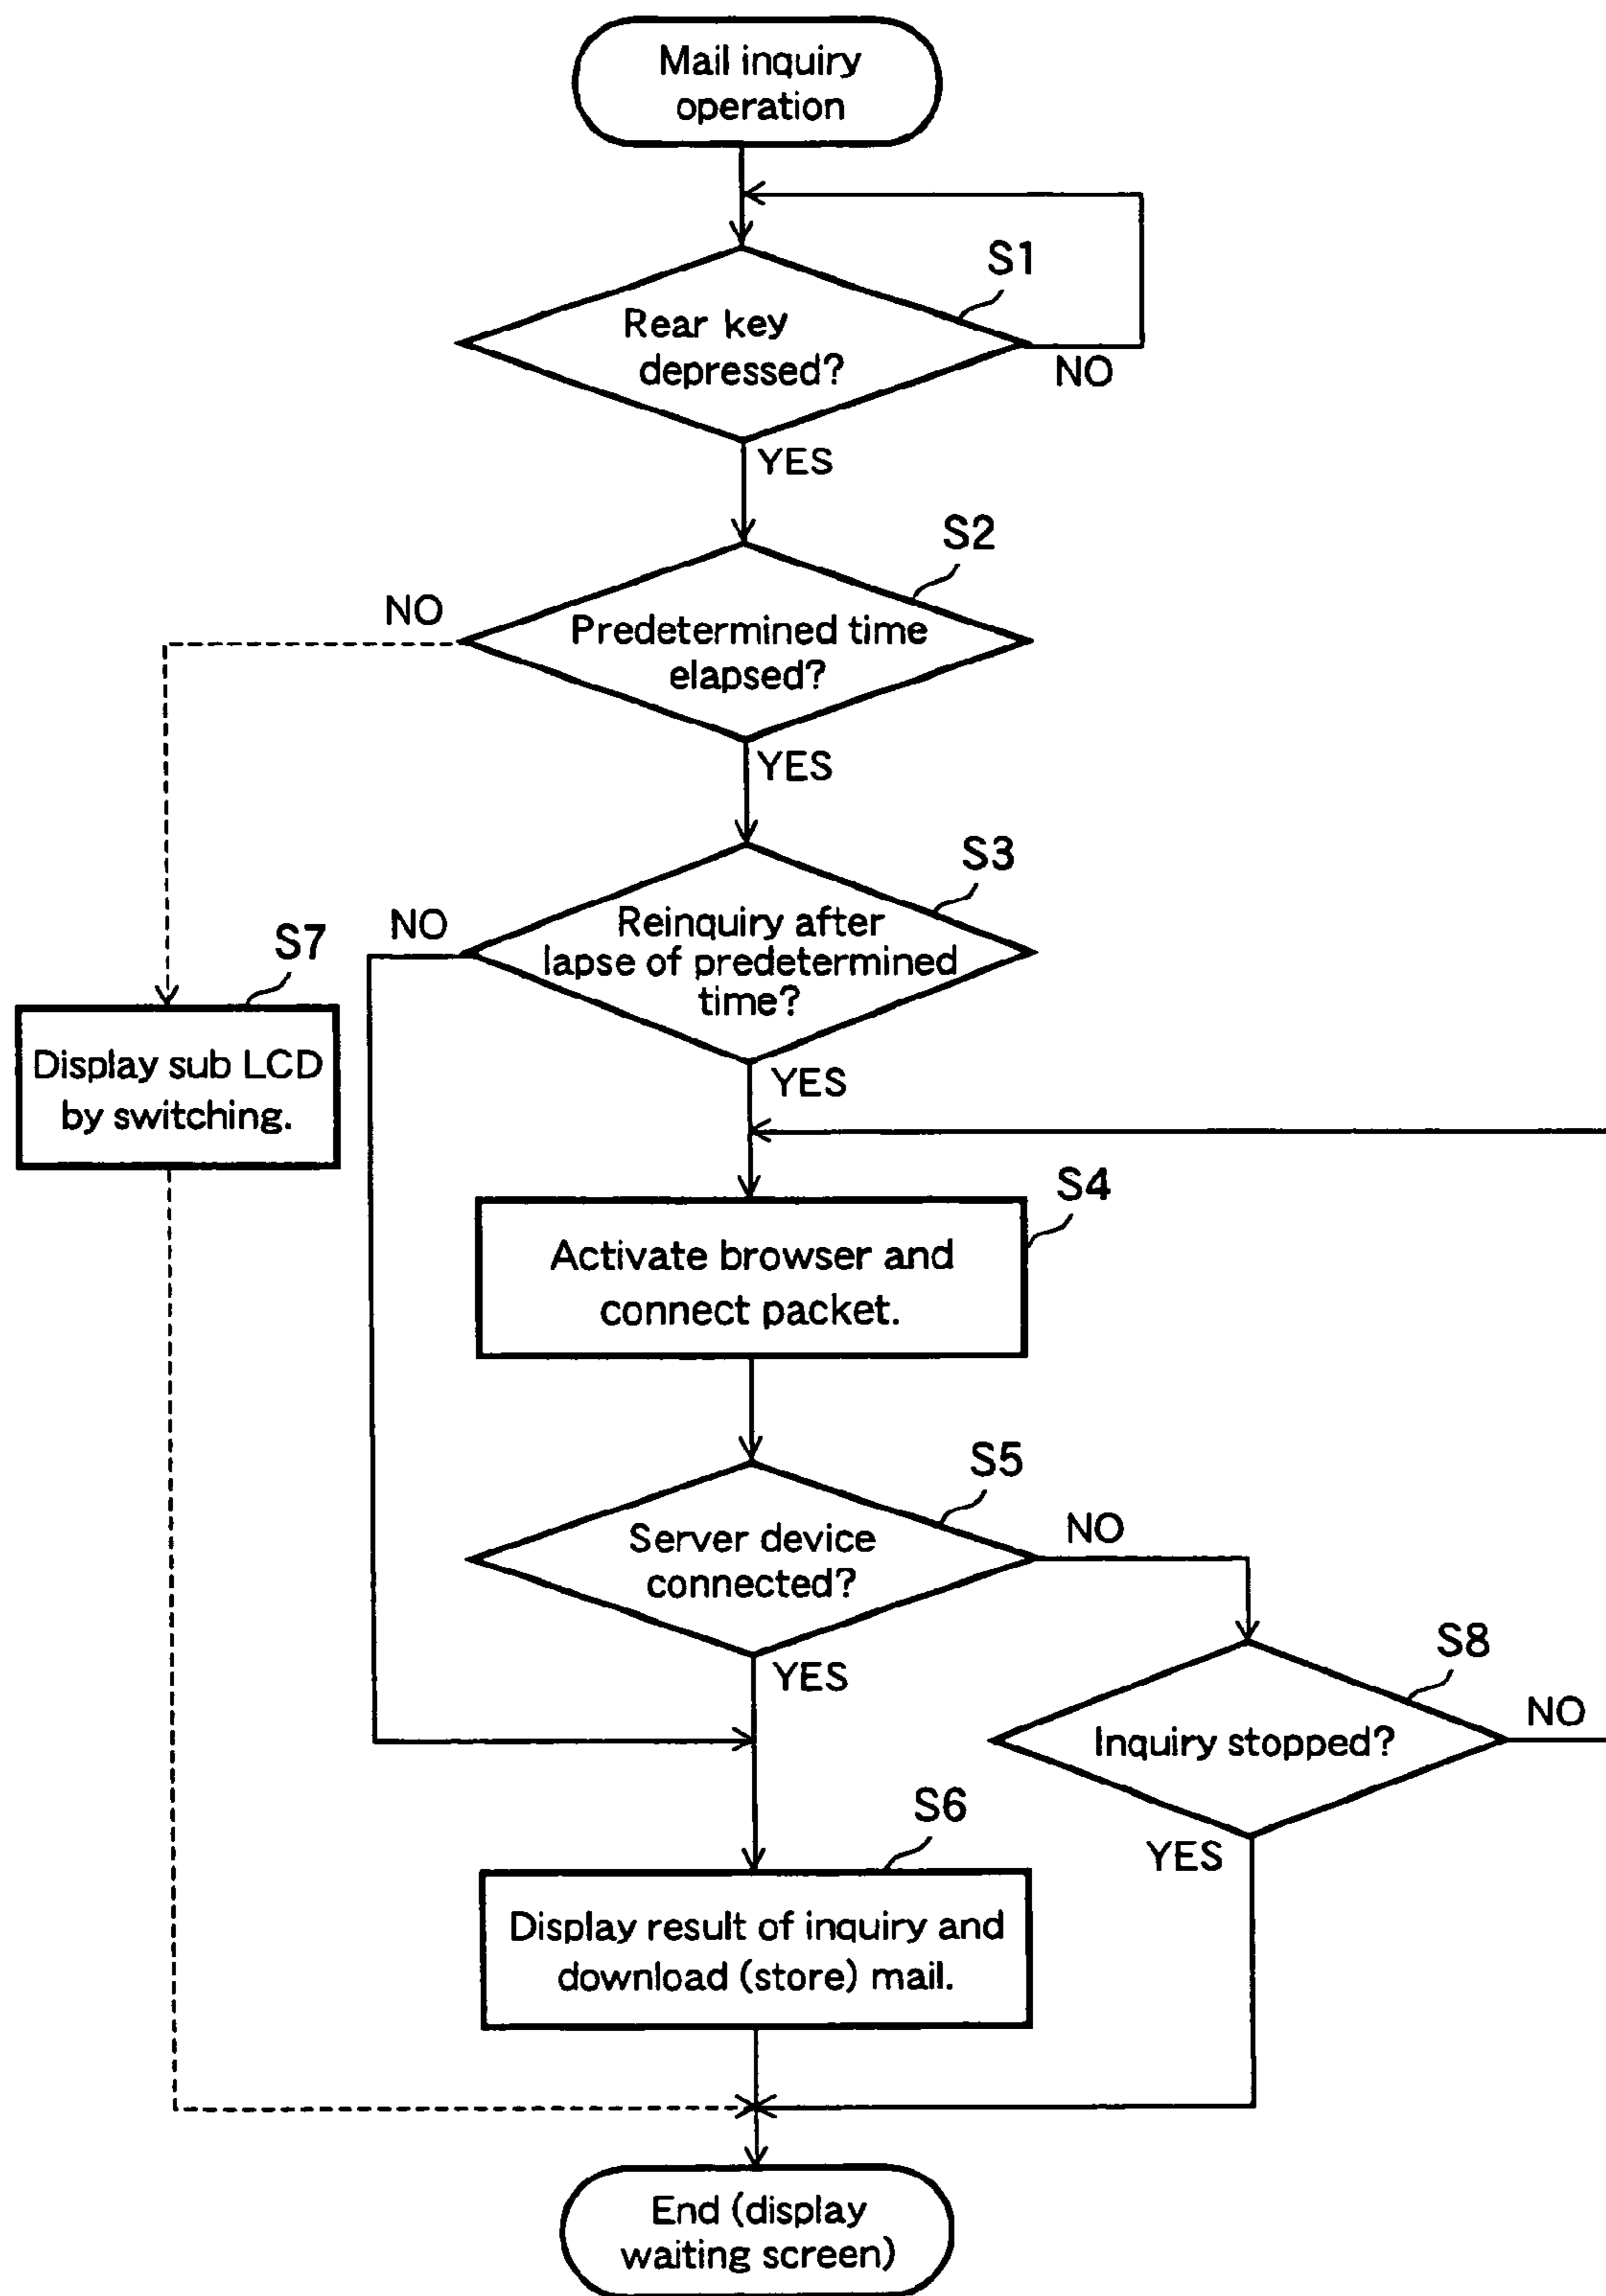 Mail inquiry
operation
S1
Rear key
depressed?
NO
YES
S2
NO
Predetermined time
elapsed?
YES
S3
NO
Reinquiry after
lapse of predetermined
time?
S7
YES
Display sub LCD
by switching.
S4
Activate browser and
connect packet.
S5
NO
Server device
connected?
S8
YES
NO
Inquiry stopped?
S6
YES
Display result of inquiry and
download (store) mail.
End (display
waiting screen)